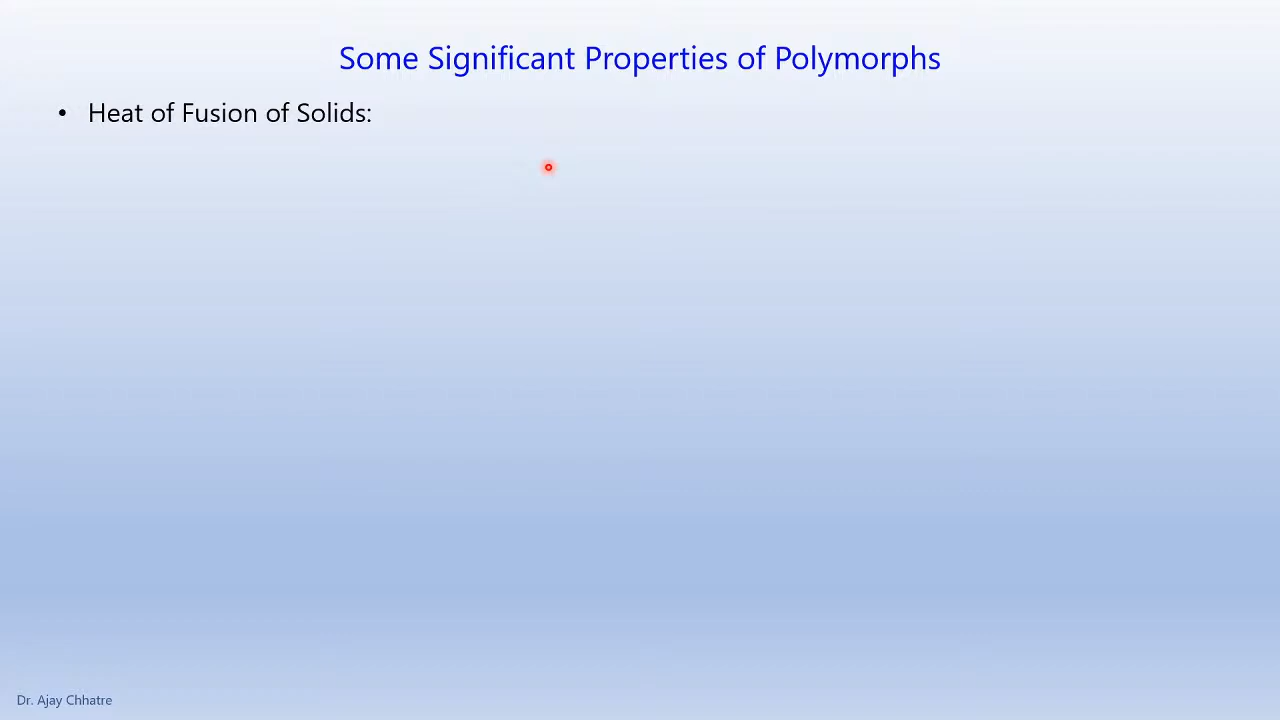 Some Significant Properties of Polymorphs
• Heat of Fusion of Solids:
Dr. Ajay Chhatre